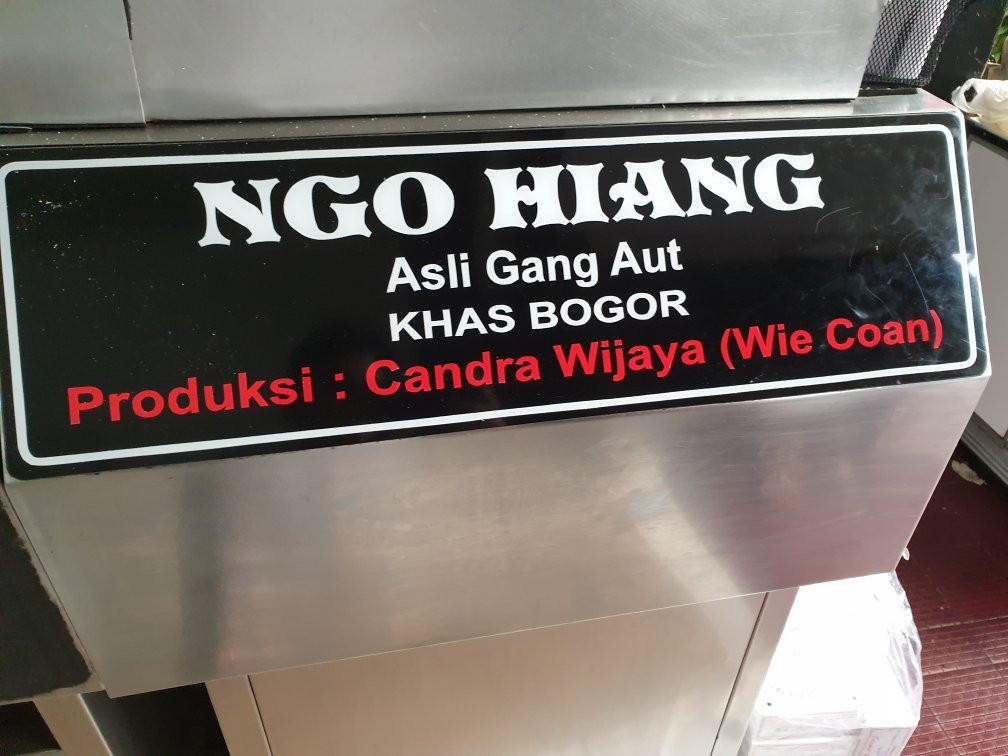 NGO HIANG
Asli Gang Aut
KHAS BOGOR
Produksi : Candra Wijaya (Wie Coan)